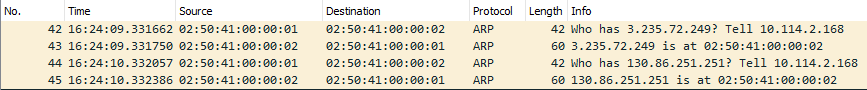 No. Time Source Destination Protocol Length Info
42 16:24:09.331662 02:50:41:00:00:01 02:50:41:00:00:02 ARP 42 Who has 3.235.72.249? Tell 10.114.2.168
43 16:24:09.331750 02:50:41:00:00:02 02:50:41:00:00:01 ARP 60 3.235.72.249 is at 02:50:41:00:00:02
44 16:24:10.332057 02:50:41:00:00:01 02:50:41:00:00:02 ARP 42 Who has 130.86.251.251? Tell 10.114.2.168
45 16:24:10.332386 02:50:41:00:00:02 02:50:41:00:00:01 ARP 60 130.86.251.251 is at 02:50:41:00:00:02